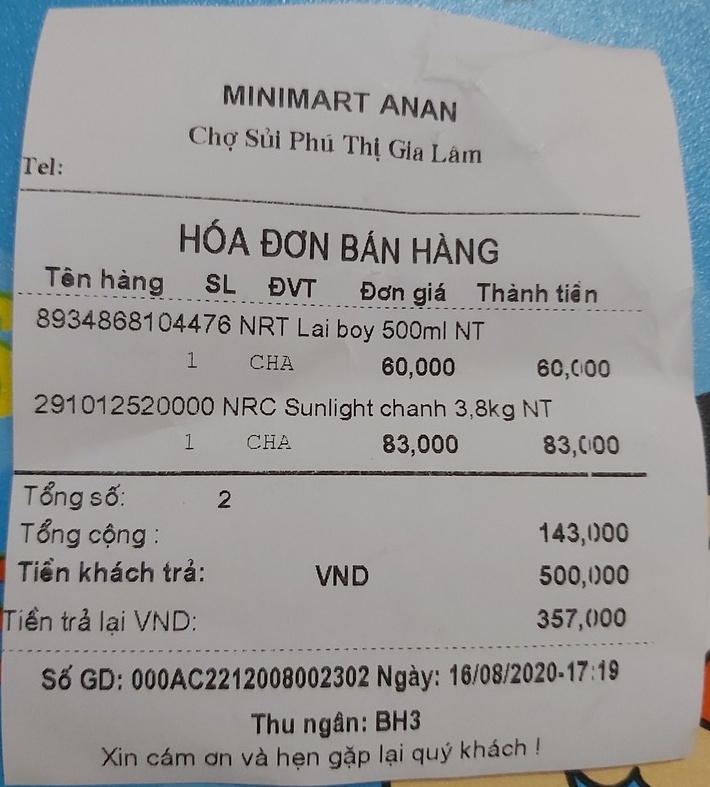 MINIMART ANAN
Chợ Sủi Phú Thị Gia Lâm
Tel:
HÓA ĐƠN BÁN HÀNG
Tên hàng SL ĐVT Đơn giá Thành tiền
8934868104476 NRT Lai boy 500ml NT
1 CHA 60,000 60,000
291012520000 NRC Sunlight chanh 3,8kg NT
1 CHA 83,000 83,000
Tổng số: 2
Tổng cộng : 143,000
Tiền khách trả: VND 500,000
Tiền trả lại VND: 357,000
Số GD: 000AC2212008002302 Ngày: 16/08/2020-17:19
Thu ngân: BH3
Xin cám ơn và hẹn gặp lại quý khách !